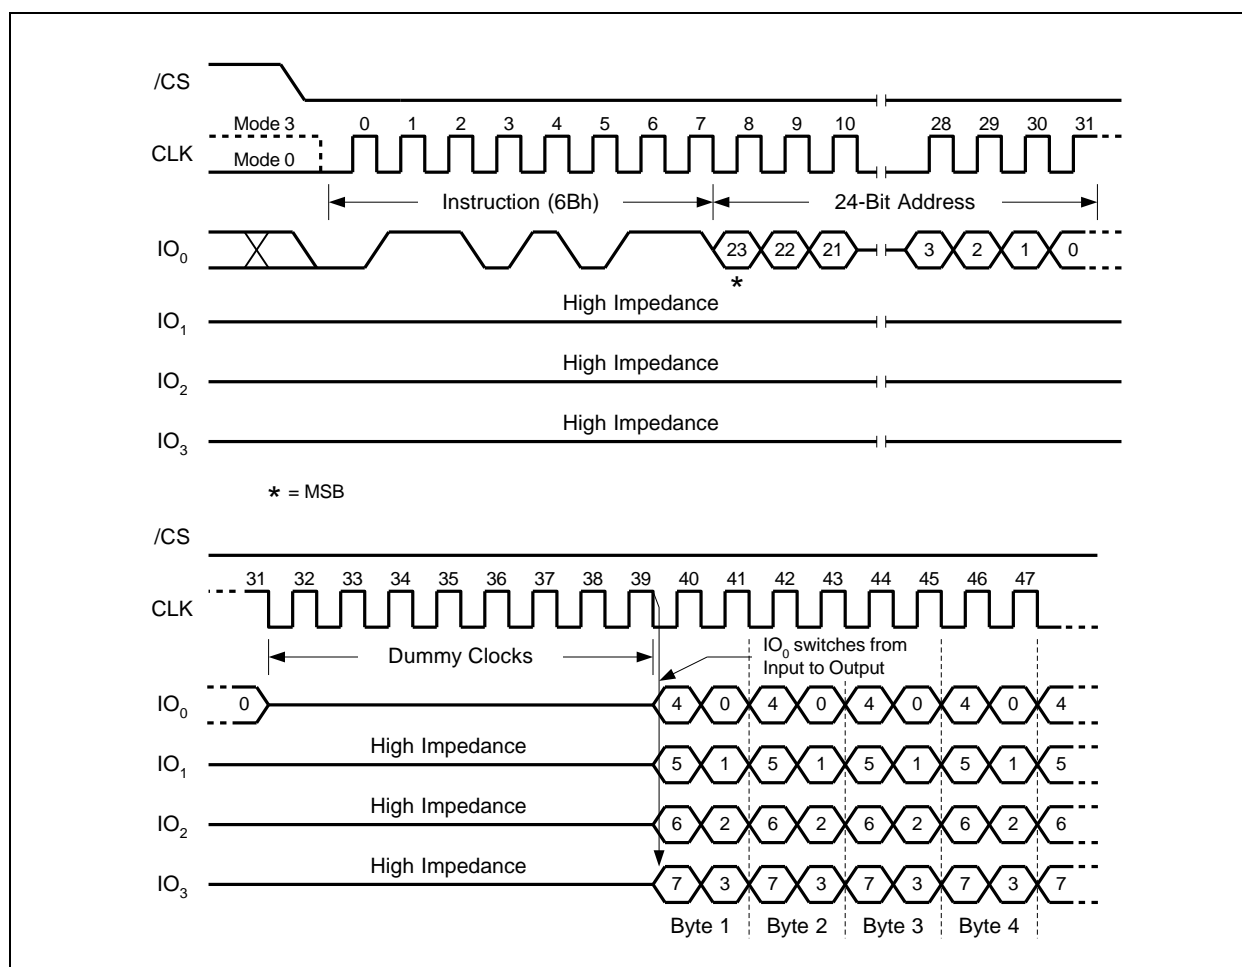 /CS
Mode 3 0 1 2 3 4 5 6 7 8 9 10 28 29 30 31
CLK Mode 0
Instruction (6Bh) 24-Bit Address
IO0 23 22 21 3 2 1 0
*
High Impedance
IO1
High Impedance
IO2
High Impedance
IO3
* = MSB
/CS
31 32 33 34 35 36 37 38 39 40 41 42 43 44 45 46 47
CLK
Dummy Clocks
IO0 switches from
Input to Output
IO0 0 4 0 4 0 4 0 4 0 4
High Impedance
IO1 5 1 5 1 5 1 5 1 5
High Impedance
IO2 6 2 6 2 6 2 6 2 6
High Impedance
IO3 7 3 7 3 7 3 7 3 7
Byte 1 Byte 2 Byte 3 Byte 4